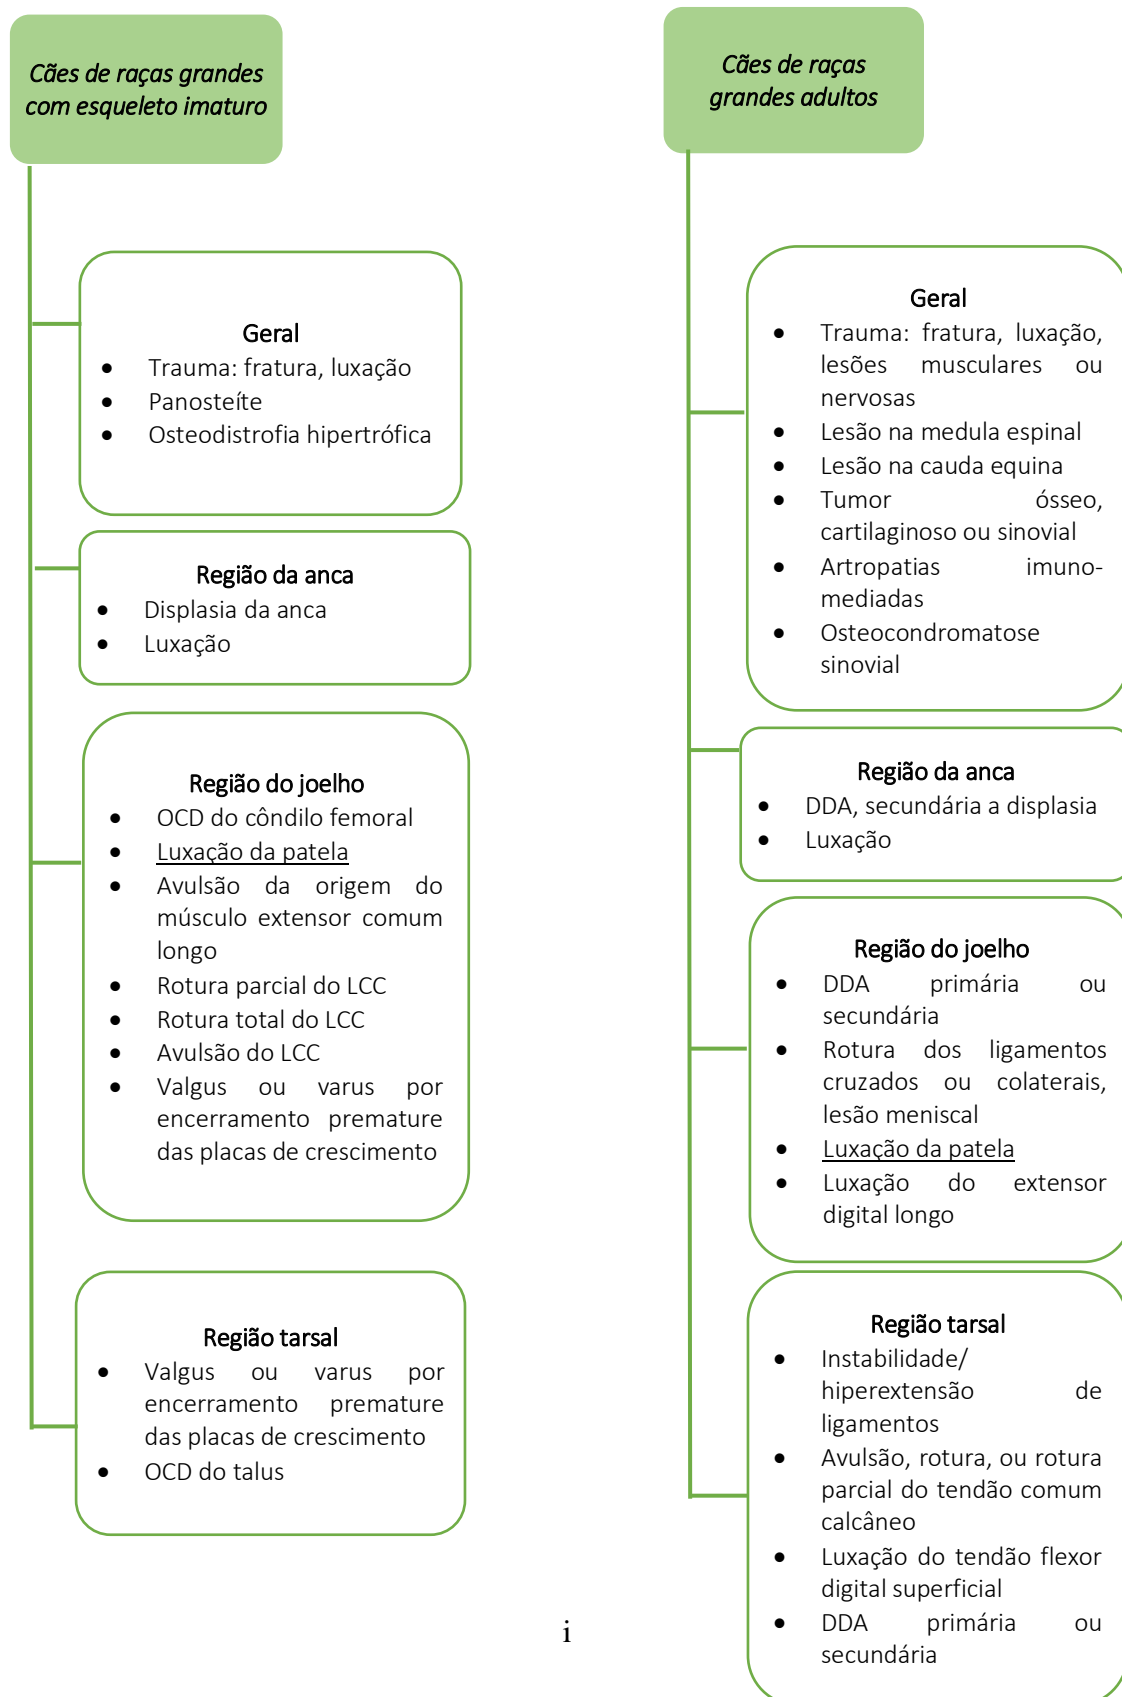 Cães de raças grandes
com esqueleto imaturo
Geral
• Trauma: fratura, luxação
• Panosteíte
• Osteodistrofia hipertrófica
Região da anca
• Displasia da anca
• Luxação
Região do joelho
• OCD do côndilo femoral
• Luxação da patela
• Avulsão da origem do
músculo extensor comum
longo
• Rotura parcial do LCC
• Rotura total do LCC
• Avulsão do LCC
• Valgus ou varus por
encerramento premature
das placas de crescimento
Região tarsal
• Valgus ou varus por
encerramento premature
das placas de crescimento
• OCD do talus
Cães de raças
grandes adultos
Geral
• Trauma: fratura, luxação,
lesões musculares ou
nervosas
• Lesão na medula espinal
• Lesão na cauda equina
• Tumor ósseo,
cartilaginoso ou sinovial
• Artropatias imuno-
mediadas
• Osteocondromatose
sinovial
Região da anca
• DDA, secundária a displasia
• Luxação
Região do joelho
• DDA primária ou
secundária
• Rotura dos ligamentos
cruzados ou colaterais,
lesão meniscal
• Luxação da patela
• Luxação do extensor
digital longo
Região tarsal
• Instabilidade/
hiperextensão de
ligamentos
• Avulsão, rotura, ou rotura
parcial do tendão comum
calcâneo
• Luxação do tendão flexor
digital superficial
• DDA primária ou
secundária
i